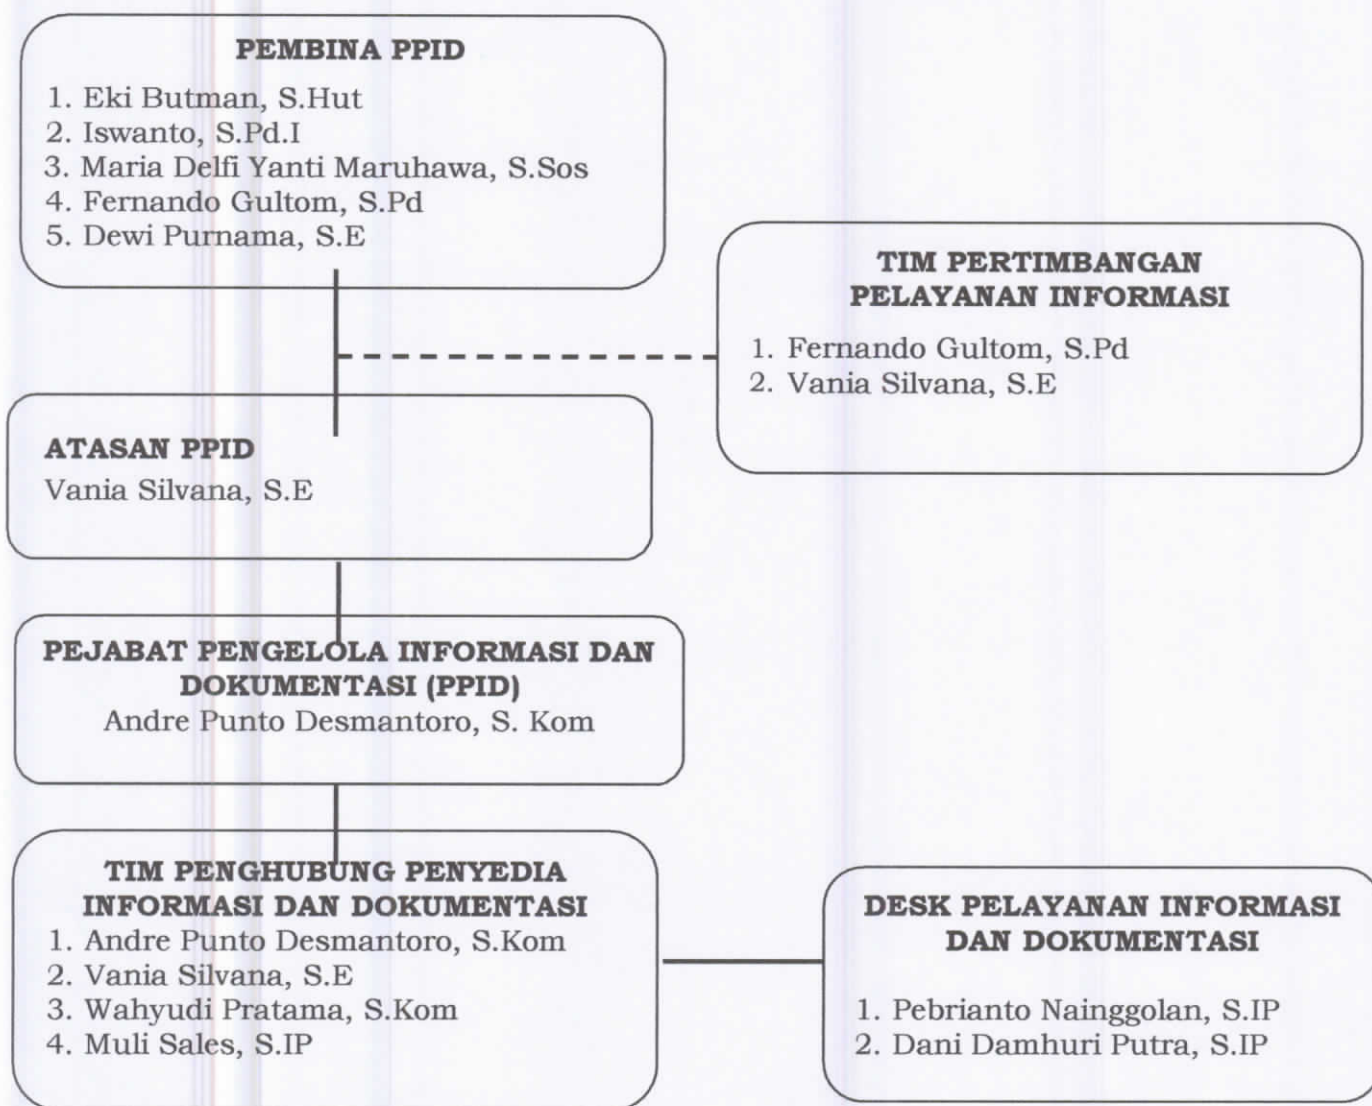 PEMBINA PPID
1. Eki Butman, S.Hut
2. Iswanto, S.Pd.I
3. Maria Delfi Yanti Maruhawa, S.Sos
4. Fernando Gultom, S.Pd
5. Dewi Purnama, S.E
TIM PERTIMBANGAN
PELAYANAN INFORMASI
1. Fernando Gultom, S.Pd
2. Vania Silvana, S.E
ATASAN PPID
Vania Silvana, S.E
PEJABAT PENGELOLA INFORMASI DAN
DOKUMENTASI (PPID)
Andre Punto Desmantoro, S. Kom
TIM PENGHUBUNG PENYEDIA
INFORMASI DAN DOKUMENTASI
1. Andre Punto Desmantoro, S.Kom
2. Vania Silvana, S.E
3. Wahyudi Pratama, S.Kom
4. Muli Sales, S.IP
DESK PELAYANAN INFORMASI
DAN DOKUMENTASI
1. Pebrianto Nainggolan, S.IP
2. Dani Damhuri Putra, S.IP